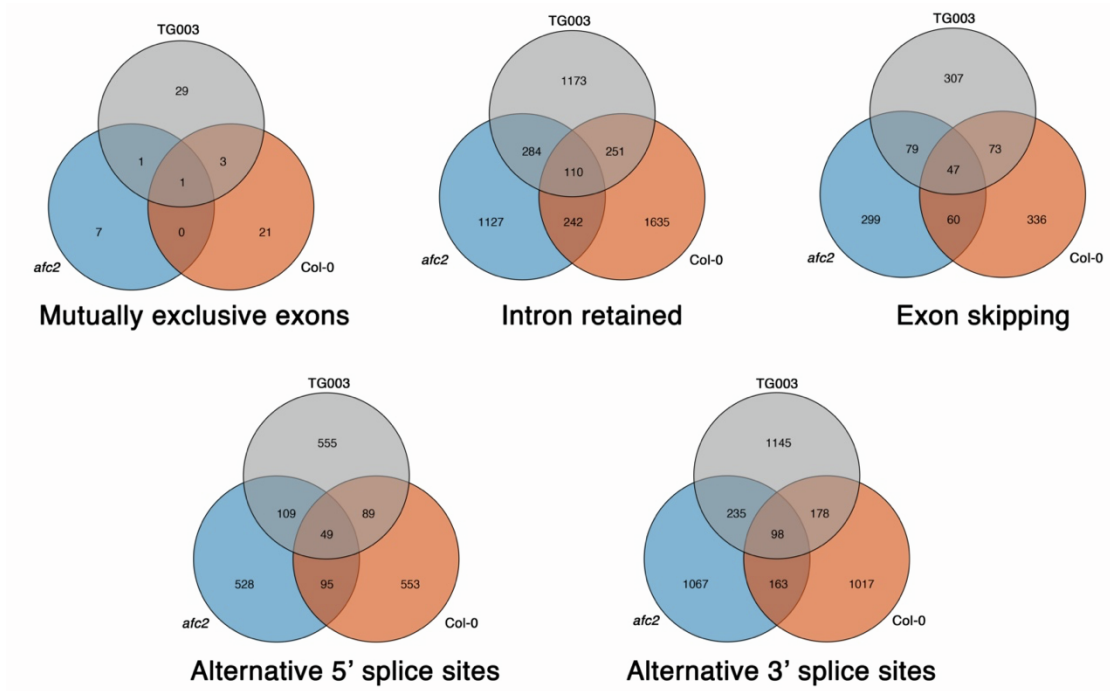 TG003
29
1
3
1
7
0
21
afc2
Col-0
Mutually exclusive exons
TG003
1173
284
251
110
1127
242
1635
afc2
Col-0
Intron retained
TG003
307
79
73
47
299
60
336
afc2
Col-0
Exon skipping
TG003
555
109
89
49
528
95
553
afc2
Col-0
Alternative 5’ splice sites
TG003
1145
235
178
98
1067
163
1017
afc2
Col-0
Alternative 3’ splice sites